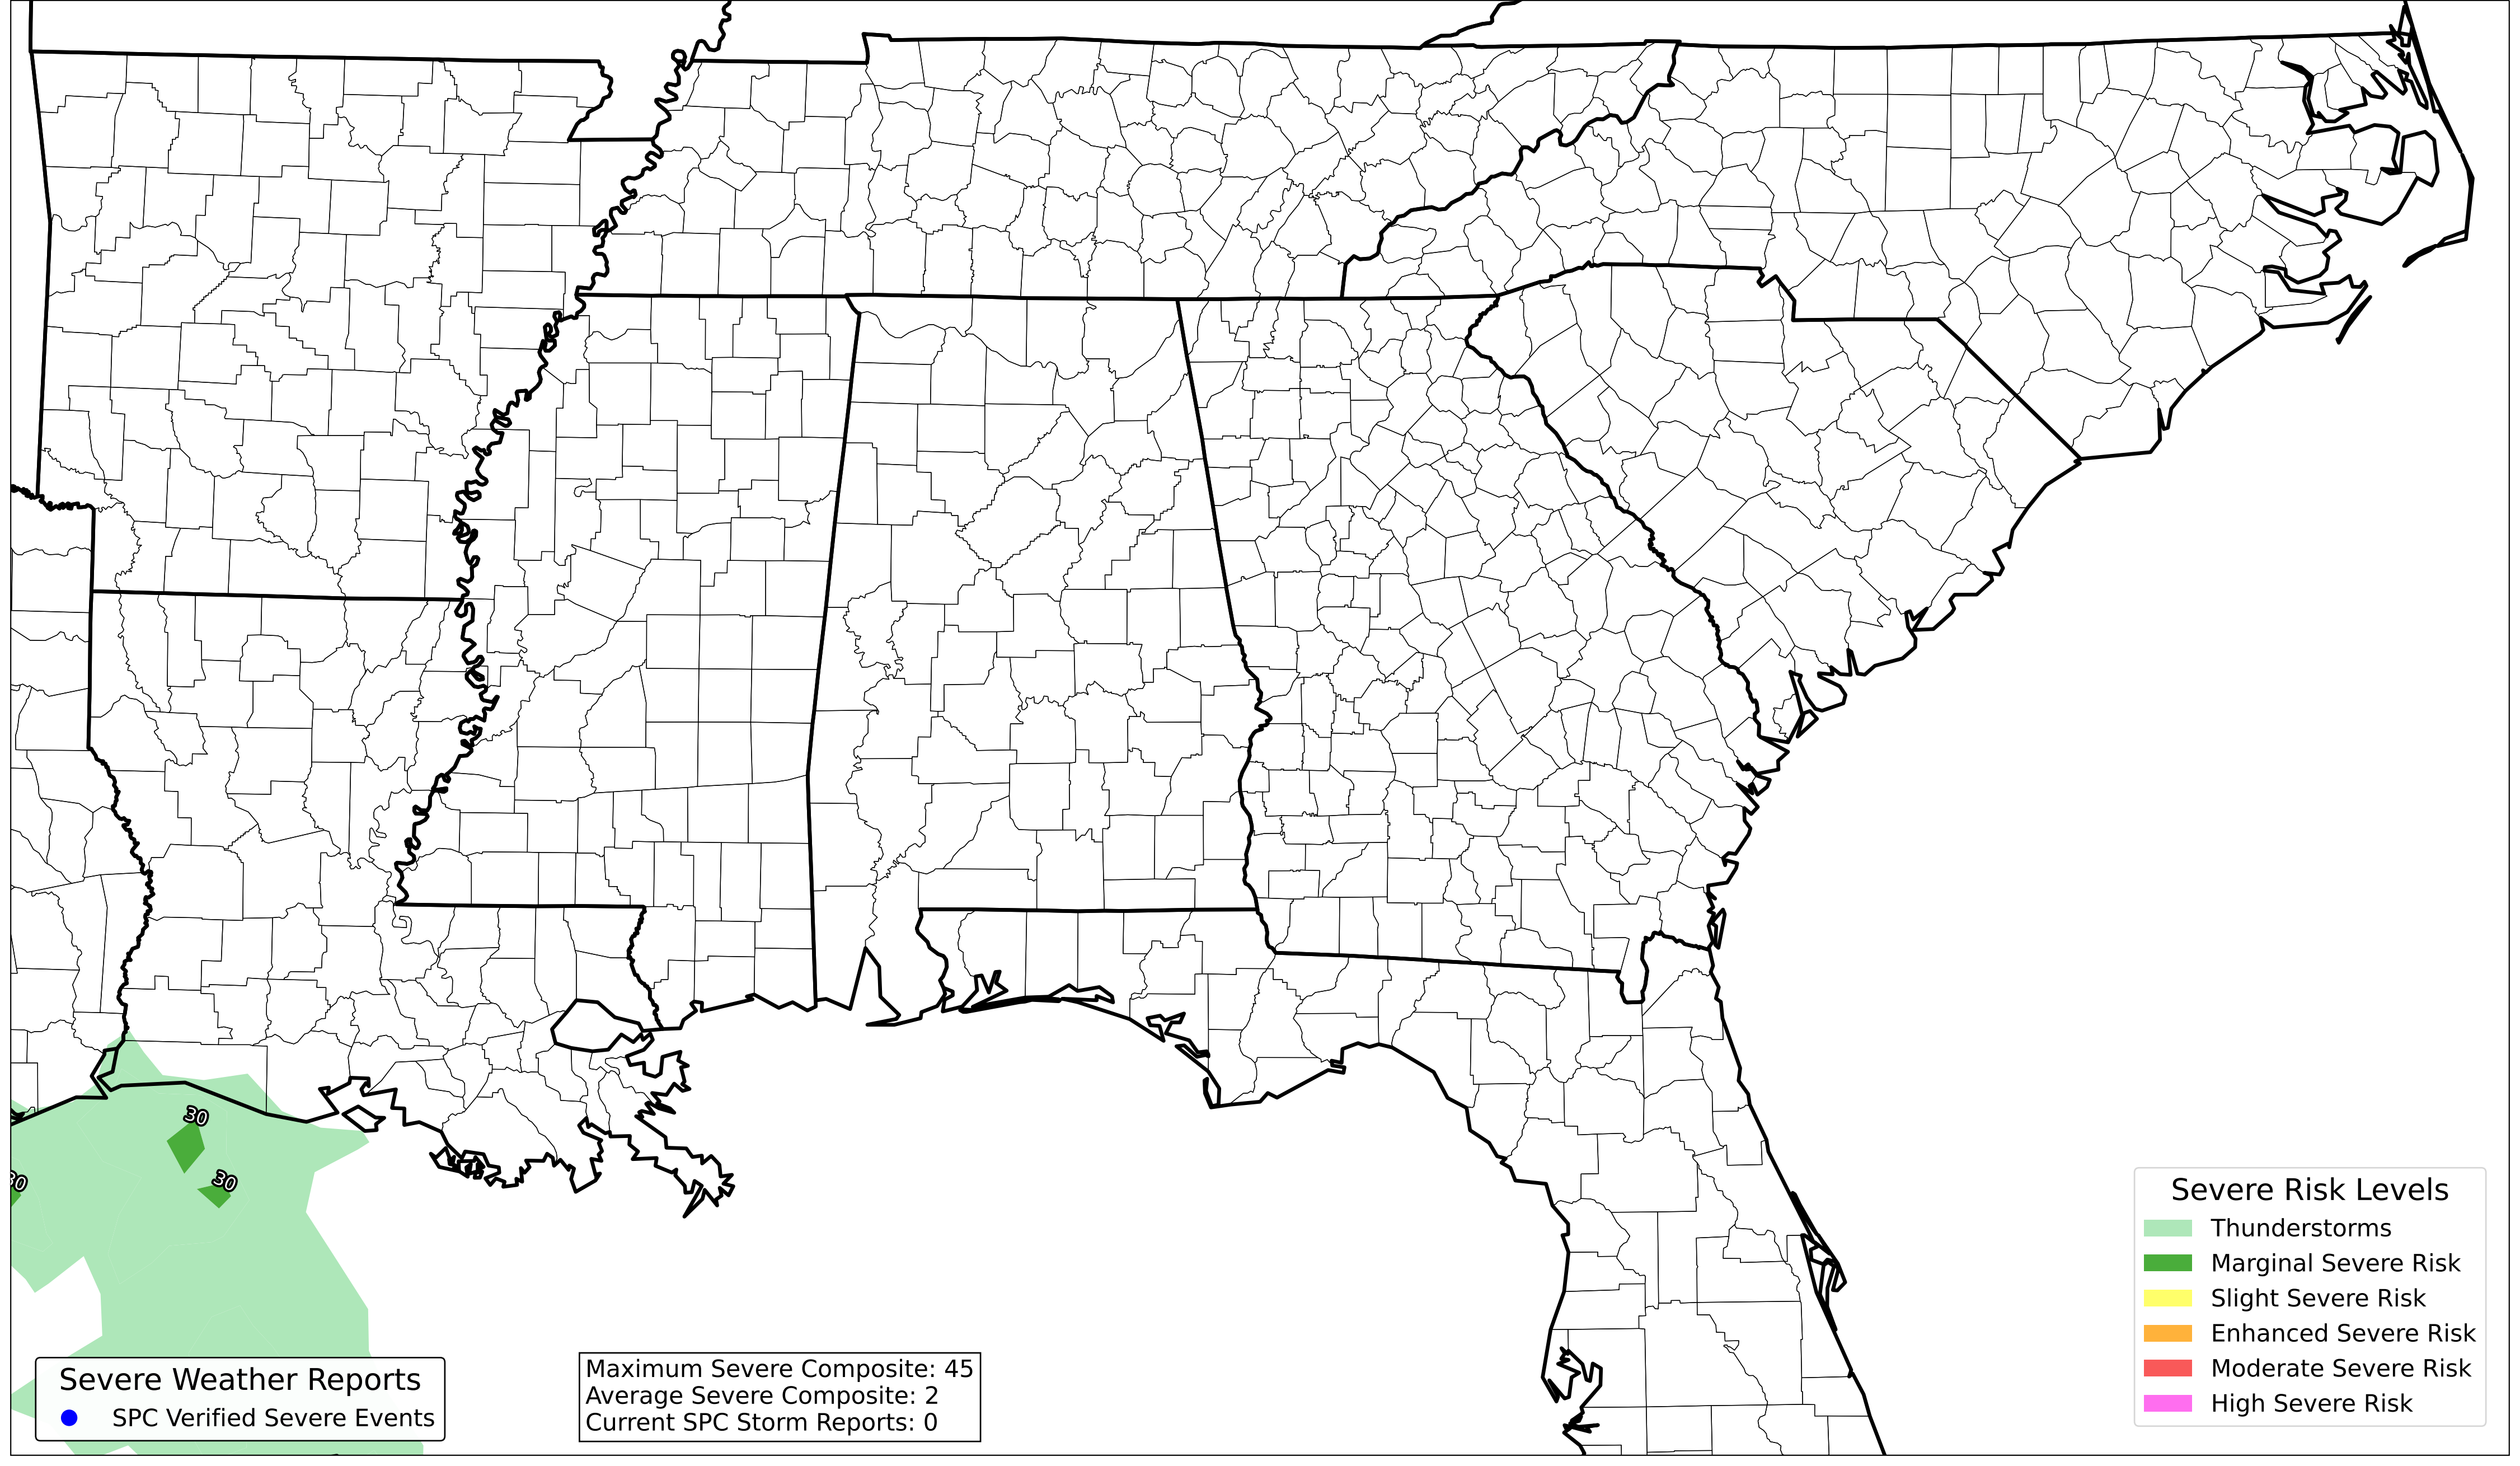 30
30
30
Severe Risk Levels
Thunderstorms
Marginal Severe Risk
Slight Severe Risk
Enhanced Severe Risk
Moderate Severe Risk
High Severe Risk
Severe Weather Reports
SPC Verified Severe Events
Maximum Severe Composite: 45
Average Severe Composite: 2
Current SPC Storm Reports: 0